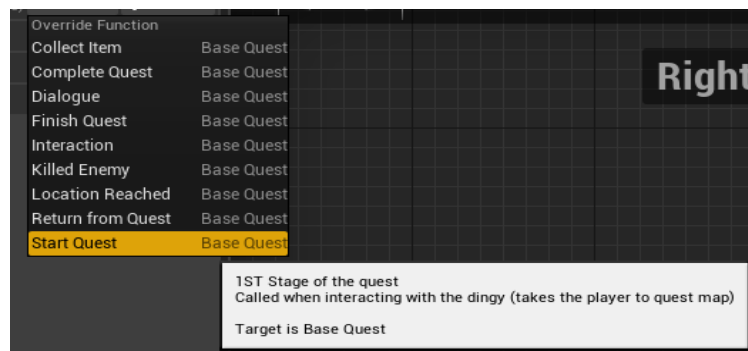 Override Function
Collect Item Base Quest
Complete Quest Base Quest
Dialogue Base Quest
Finish Quest Base Quest
Interaction Base Quest
Killed Enemy Base Quest
Location Reached Base Quest
Return from Quest Base Quest
Start Quest Base Quest
Right
1ST Stage of the quest
Called when interacting with the dingy (takes the player to quest map)
Target is Base Quest